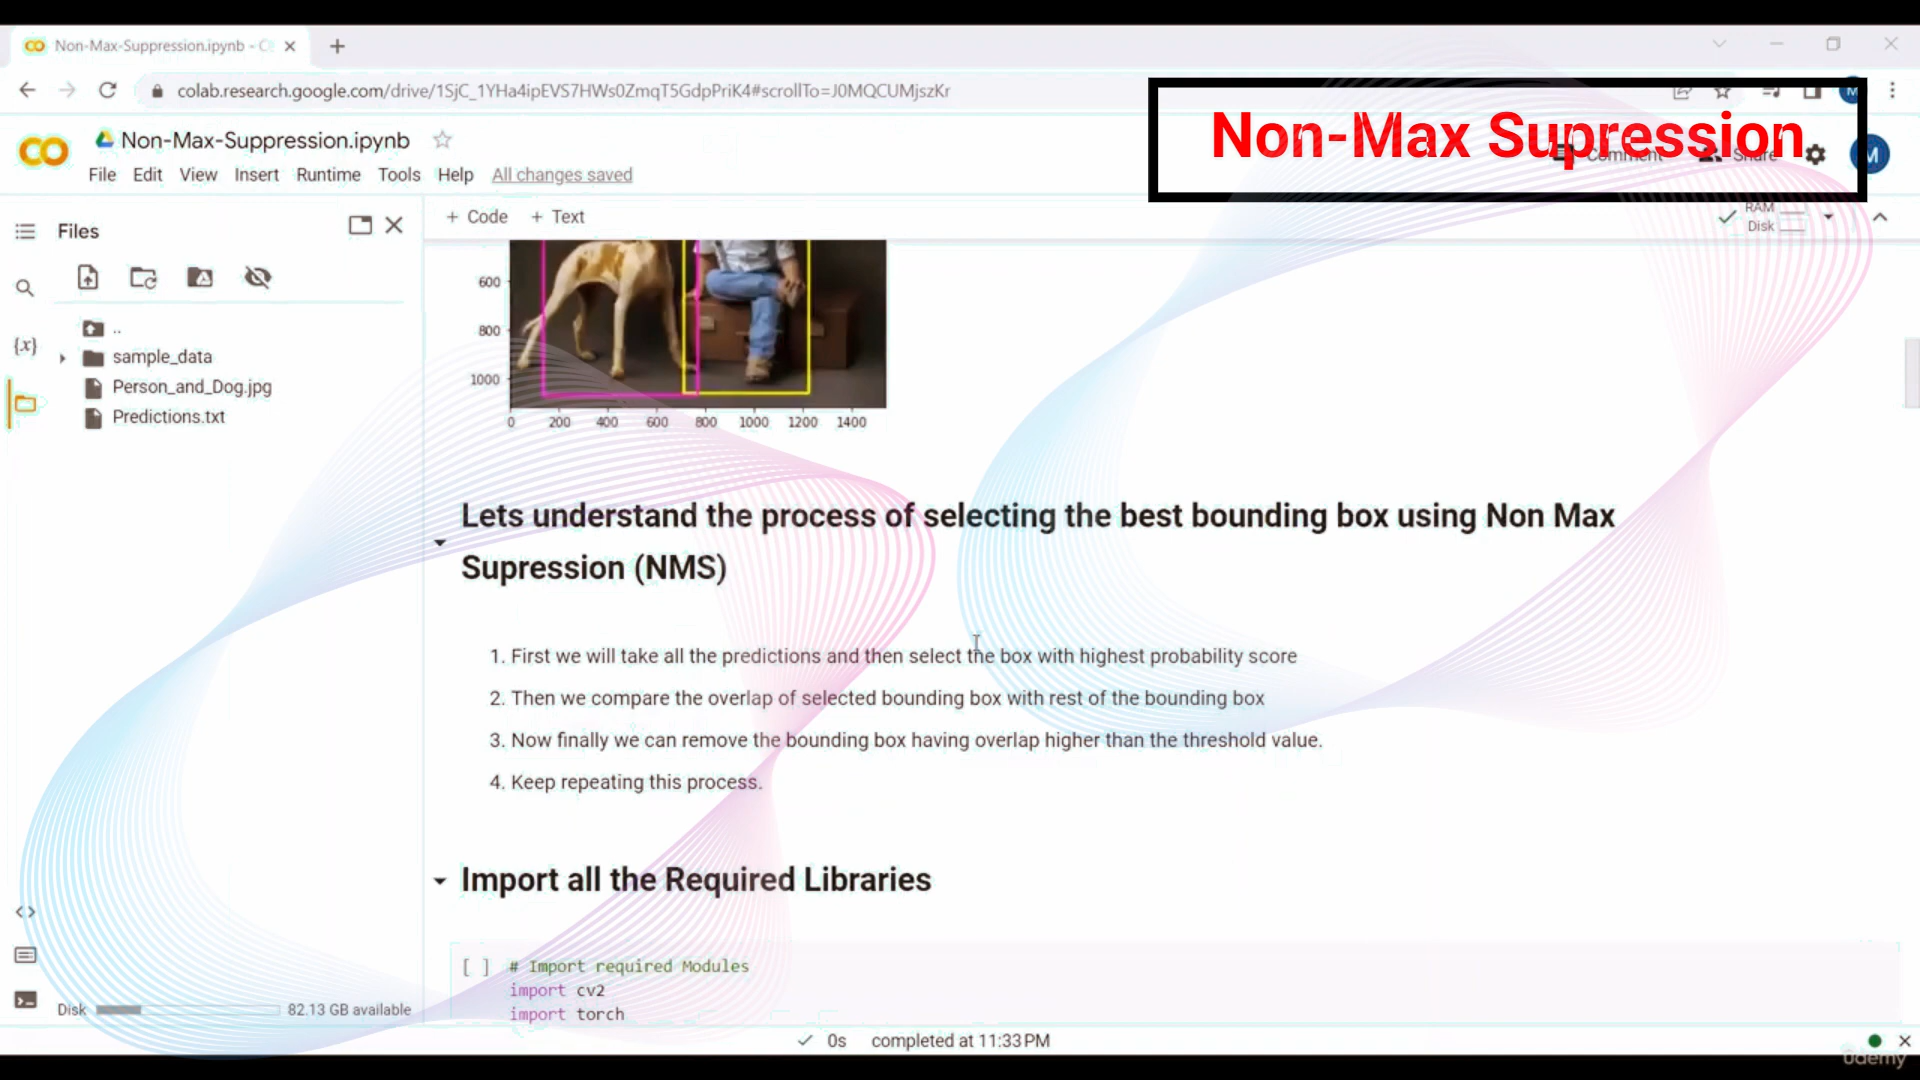 Non-Max-Suppression.ipynb - C
colab.research.google.com/drive/1SjC_1YHa4ipEVS7HWs0ZmqT5GdpPriK4#scrollTo=J0MQCUMjszKr
M
Non-Max Supression
CO Non-Max-Suppression.ipynb
Comment Share M
File Edit View Insert Runtime Tools Help All changes saved
Files
+ Code + Text
RAM
Disk
{x}
..
sample_data
Person_and_Dog.jpg
Predictions.txt
600
800
1000
0 200 400 600 800 1000 1200 1400
Lets understand the process of selecting the best bounding box using Non Max
Supression (NMS)
1. First we will take all the predictions and then select the box with highest probability score
2. Then we compare the overlap of selected bounding box with rest of the bounding box
3. Now finally we can remove the bounding box having overlap higher than the threshold value.
4. Keep repeating this process.
Import all the Required Libraries
[ ] # Import required Modules
import cv2
import torch
Disk 82.13 GB available
0s completed at 11:33 PM
ûdemy